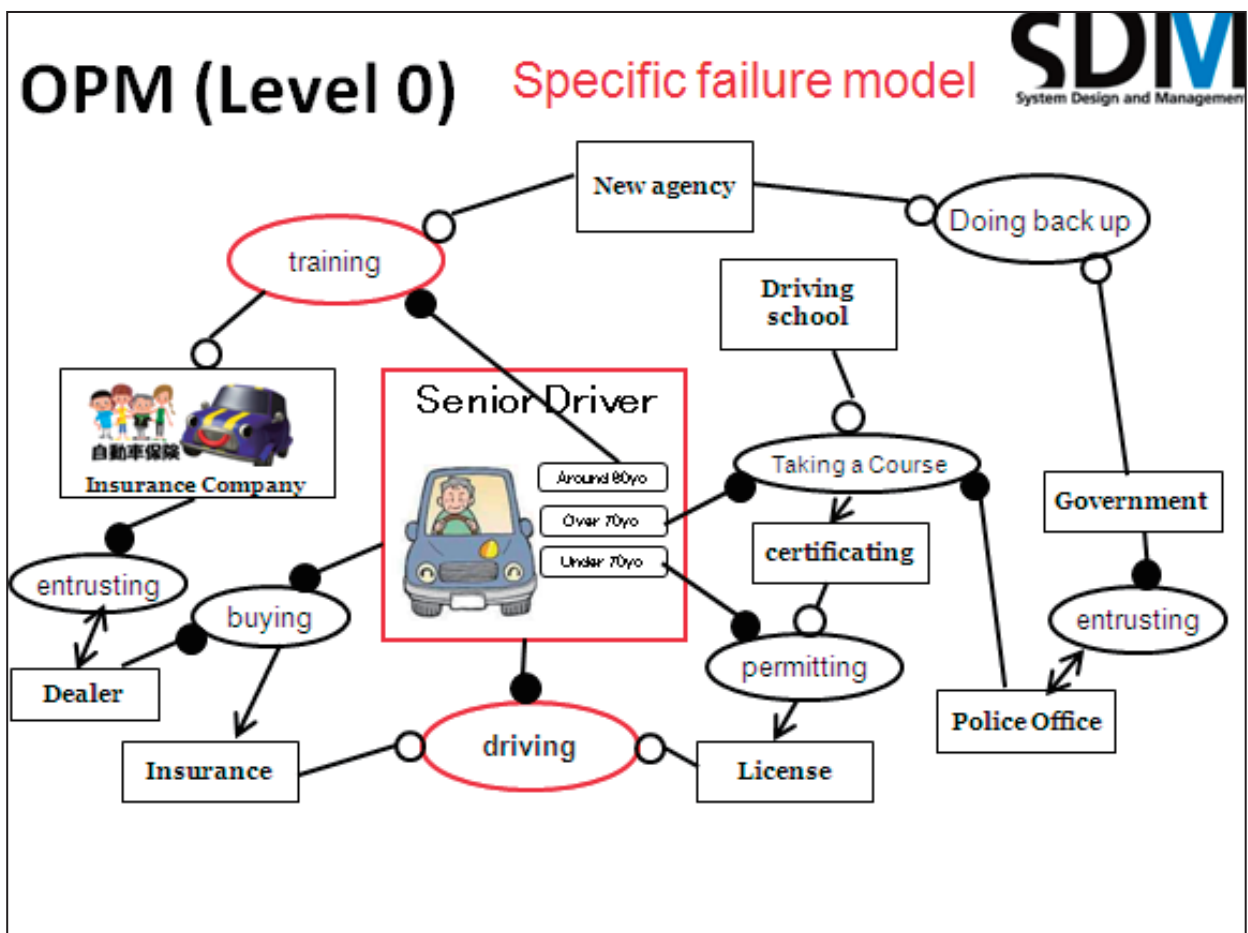 OPM (Level 0)
Specific failure model
SDM
System Design and Management
New agency
Doing back up
training
Driving
school
Senior Driver
Around 60yo
Over 70yo
Under 70yo
自動車保険
Insurance Company
Taking a Course
Government
certificating
entrusting
buying
entrusting
permitting
Dealer
Police Office
driving
Insurance
License